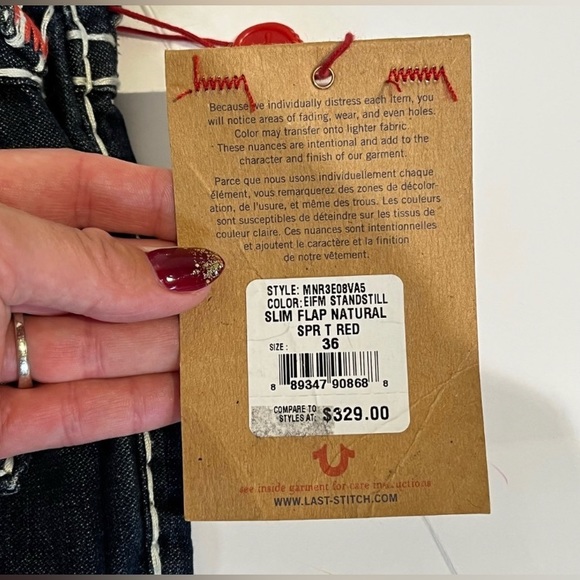 Because we individually distress each item, you
will notice areas of fading, wear, and even holes.
Color may transfer onto lighter fabric.
These nuances are intentional and add to the
character and finish of our garment.
Parce que nous usons individuellement chaque
élément, vous remarquerez des zones de décolor-
ation, de l'usure, et même des trous. Les couleurs
sont susceptibles de déteindre sur les tissus de
couleur claire. Ces nuances sont intentionnelles
et ajoutent le caractère et la finition
de notre vêtement.
STYLE: MNR3E08VA5
COLOR:EIFM STANDSTILL
SLIM FLAP NATURAL
SPR T RED
SIZE: 36
8 89347 90868 8
COMPARE TO
STYLES AT: $329.00
see inside garment for care instructions
WWW.LAST-STITCH.COM